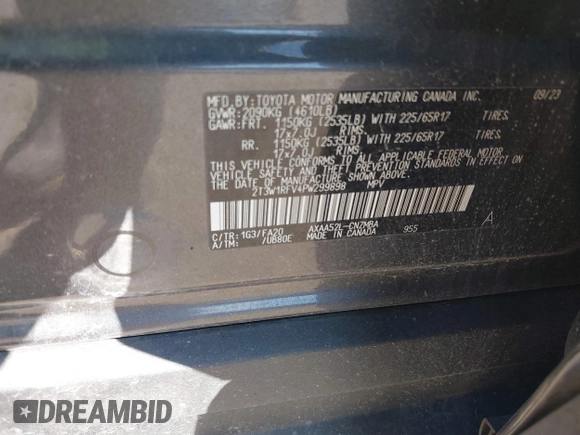 MFD.BY:TOYOTA MOTOR MANUFACTURING CANADA INC. 09/23
GVWR:2090KG (4610LB)
GAWR:FRT. 1150KG (2535LB) WITH 225/65R17 TIRES,
17x7.0J RIMS,
RR. 1150KG (2535LB) WITH 225/65R17 TIRES,
17x7.0J RIMS,
THIS VEHICLE CONFORMS TO ALL APPLICABLE FEDERAL MOTOR
VEHICLE SAFETY AND THEFT PREVENTION STANDARDS IN EFFECT ON
THE DATE OF MANUFACTURE SHOWN ABOVE.
2T3W1RFV4PW299898 MPV
C/TR:1G3/FA20 AXAA52L-CNZMBA 955 A
A/TM: /UB80E MADE IN CANADA
DREAMBID